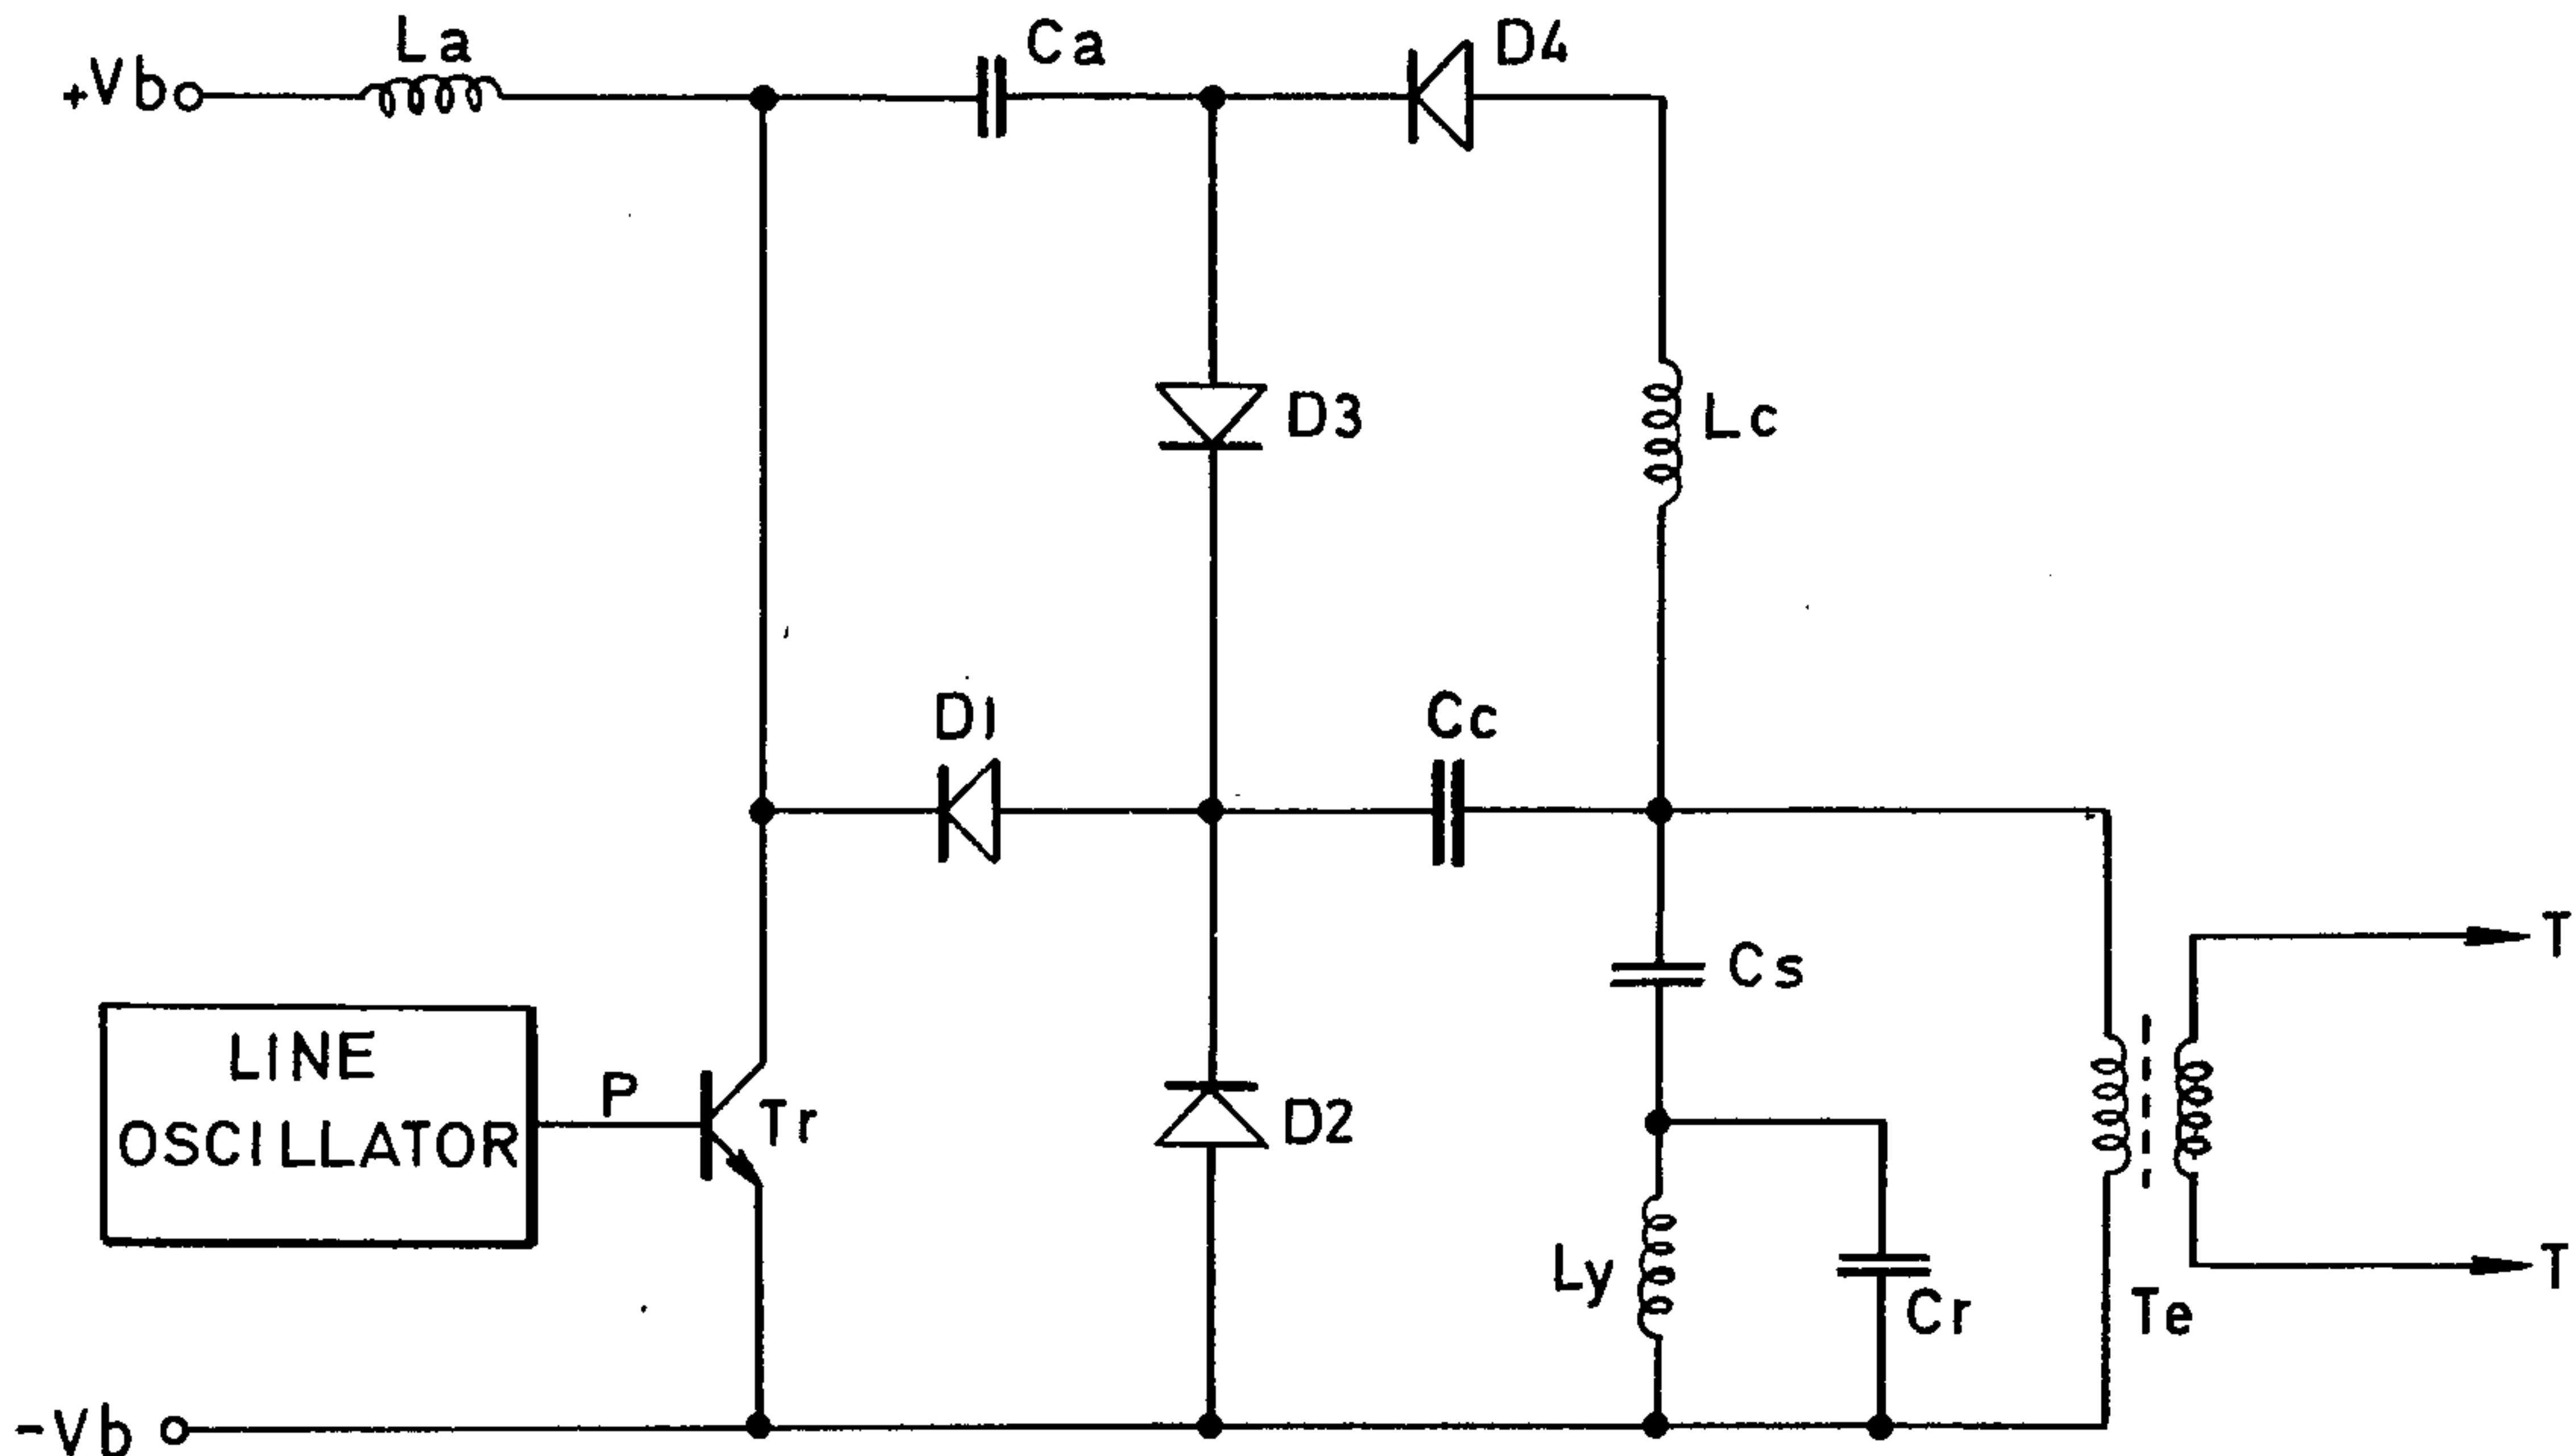 La
Ca
D4
+Vb
D3
Lc
D1
Cc
Cs
T
LINE
OSCILLATOR
P
Tr
D2
Ly
Cr
Te
T
-Vb